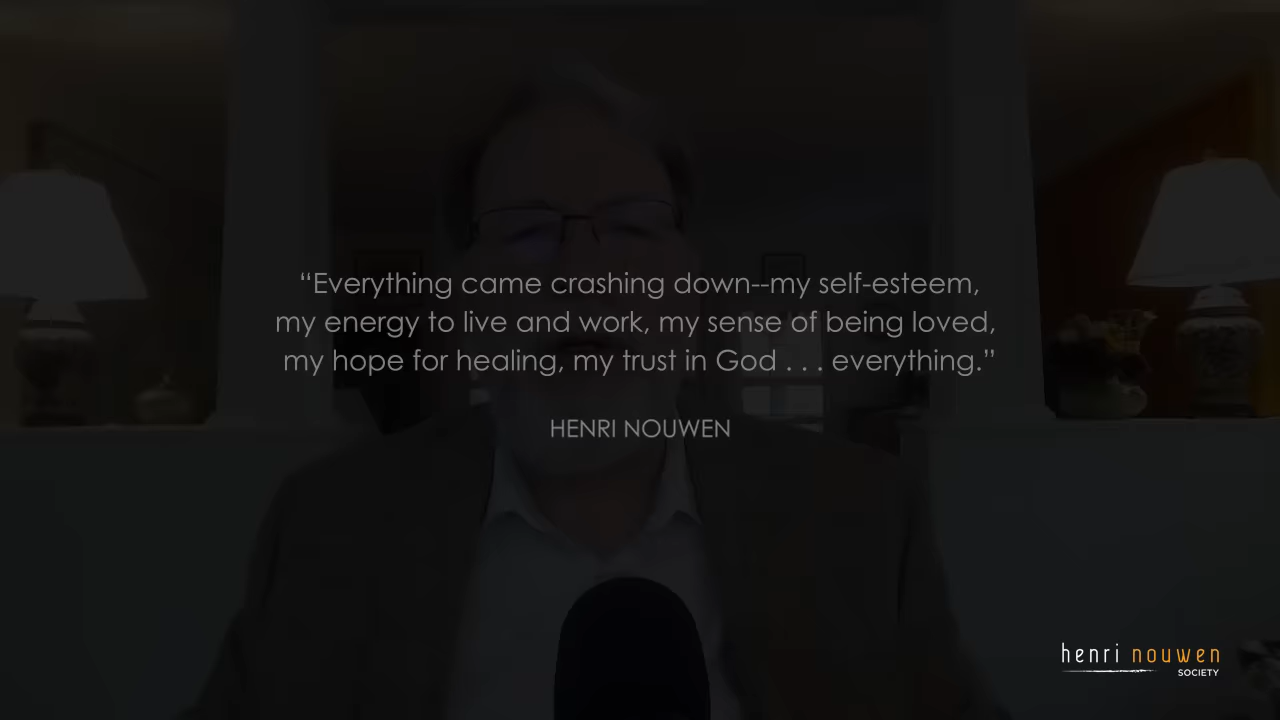 “Everything came crashing down--my self-esteem,
my energy to live and work, my sense of being loved,
my hope for healing, my trust in God . . . everything.”
HENRI NOUWEN
henri nouwen
SOCIETY